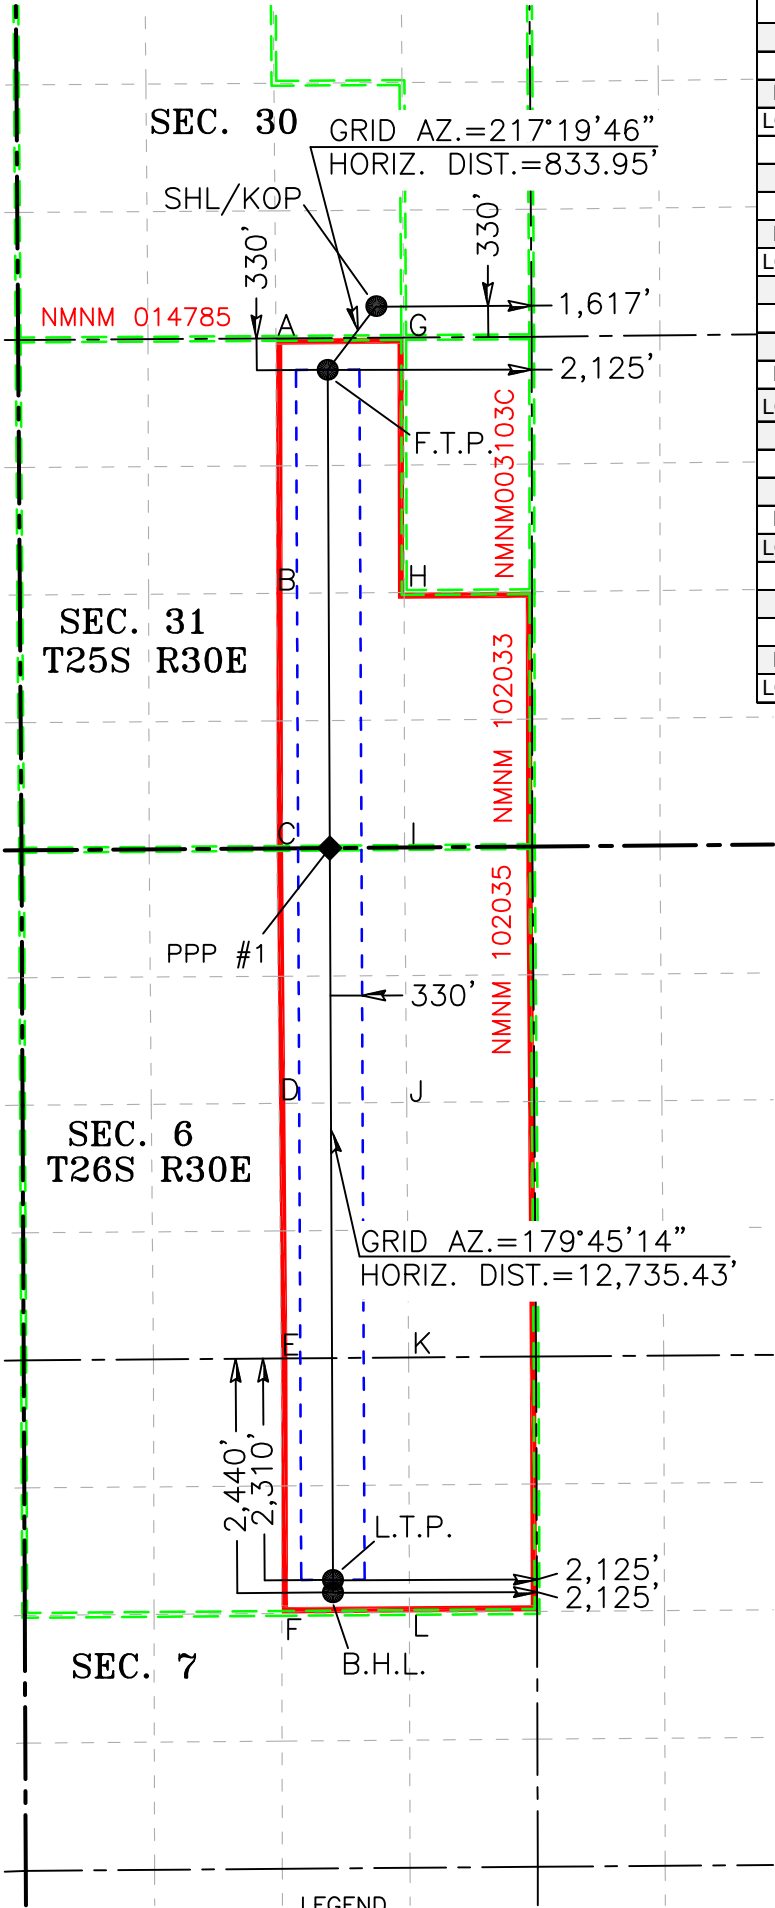 SEC. 30
GRID AZ.=217°19'46"
HORIZ. DIST.=833.95'
SHL/KOP
330'
330'
1,617'
NMNM 014785
A
G
2,125'
F.T.P.
NMNM003103C
B
H
SEC. 31
T25S R30E
NMNM 102033
C
I
PPP #1
NMNM 102035
330'
D
J
SEC. 6
T26S R30E
GRID AZ.=179°45'14"
HORIZ. DIST.=12,735.43'
E
K
2,440'
2,310'
L.T.P.
2,125'
2,125'
F
L
SEC. 7
B.H.L.
LEGEND